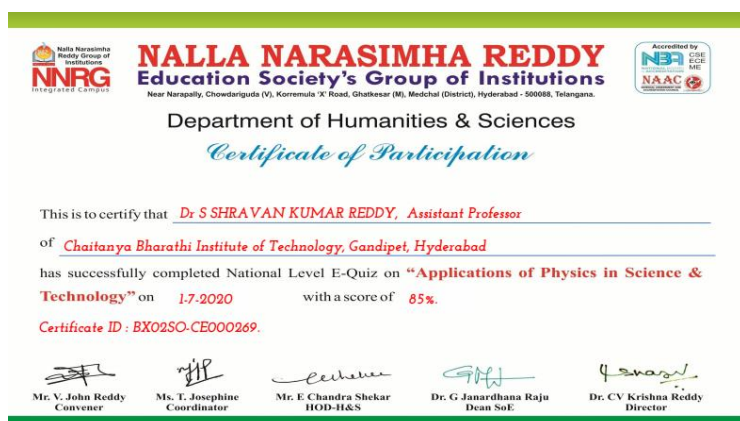 Nalla Narasimha
Reddy Group of
Institutions
NNRG
Integrated Campus
NALLA NARASIMHA REDDY
Education Society's Group of Institutions
Near Narapally, Chowdariguda (V), Korremula 'X' Road, Ghatkesar (M), Medchal (District), Hyderabad - 500088, Telangana.
Accredited by
NBA
CSE
ECE
ME
NAAC
Department of Humanities & Sciences
Certificate of Participation
This is to certify that Dr S SHRAVAN KUMAR REDDY, Assistant Professor
of Chaitanya Bharathi Institute of Technology, Gandipet, Hyderabad
has successfully completed National Level E-Quiz on “Applications of Physics in Science &
Technology” on 1-7-2020 with a score of 85%.
Certificate ID : BX02SO-CE000269.
Mr. V. John Reddy
Convener
Ms. T. Josephine
Coordinator
Mr. E Chandra Shekar
HOD-H&S
Dr. G Janardhana Raju
Dean SoE
Dr. CV Krishna Reddy
Director